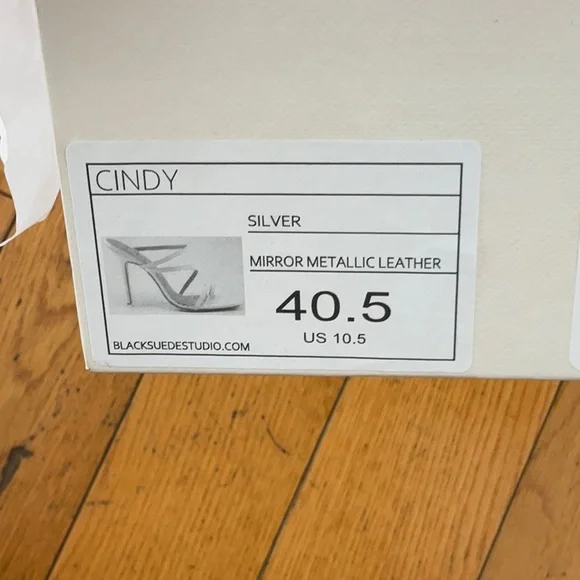 CINDY
SILVER
MIRROR METALLIC LEATHER
40.5
US 10.5
BLACKSUEDESTUDIO.COM